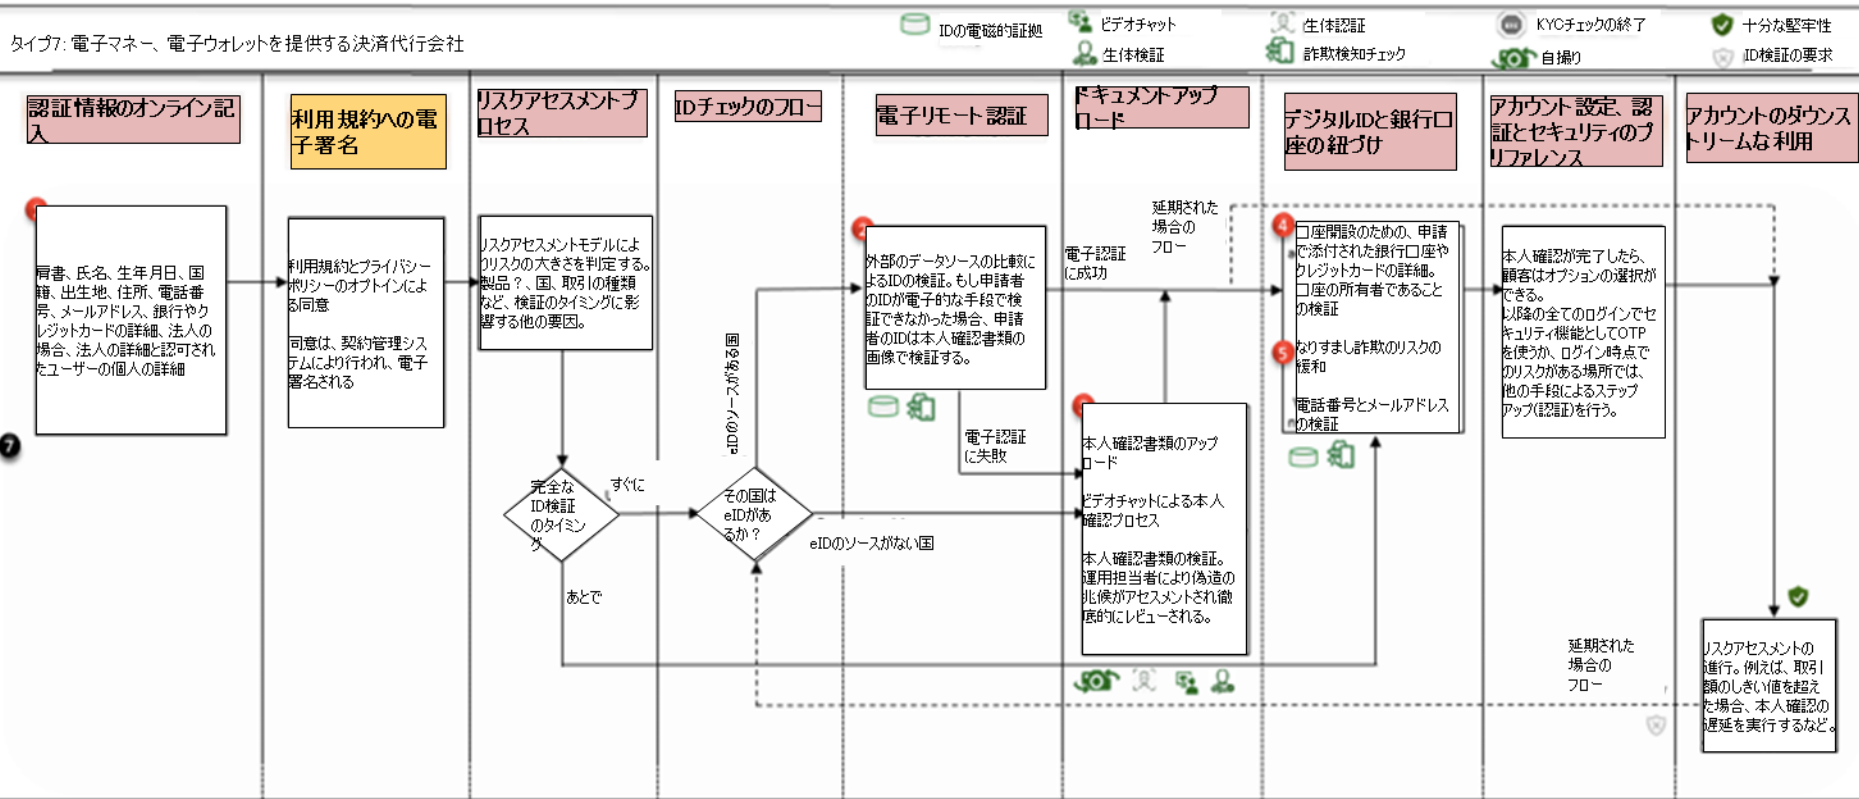 タイプ7: 電子マネー、電子ウォレットを提供する決済代行会社
IDの電磁的証拠
ビデオチャット
生体検証
生体認証
詐欺検知チェック
KYCチェックの終了
自撮り
十分な堅牢性
ID検証の要求
認証情報のオンライン記
入
利用規約への電
子署名
リスクアセスメントプ
ロセス
IDチェックのフロー
電子リモート認証
ドキュメントアップ
ロード
デジタルIDと銀行口
座の紐づけ
アカウント設定、認
証とセキュリティのプ
リファレンス
アカウントのダウンス
トリームな利用
7
肩書、氏名、生年月日、国
籍、出生地、住所、電話番
号、メールアドレス、銀行やク
レジットカードの詳細、法人の
場合、法人の詳細と認可され
たユーザーの個人の詳細
利用規約とプライバシー
ポリシーのオプトインによ
る同意
同意は、契約管理シス
テムにより行われ、電子
署名される
リスクアセスメントモデルによ
りリスクの大きさを判定する。
製品？、国、取引の種類
など、検証のタイミングに影
響する他の要因。
完全な
ID検証
のタイミン
グ
すぐに
あとで
その国は
eIDがあ
るか？
eIDのソースがある国
eIDのソースがない国
2
外部のデータソースの比較に
よるIDの検証。もし申請者
のIDが電子的な手段で検
証できなかった場合、申請
者のIDは本人確認書類の
画像で検証する。
電子認証
に成功
電子認証
に失敗
本人確認書類のアップ
ロード
ビデオチャットによる本人
確認プロセス
本人確認書類の検証。
運用担当者により偽造の
兆候がアセスメントされ徹
底的にレビューされる。
延期された
場合の
フロー
4
口座開設のための、申請
で添付された銀行口座や
クレジットカードの詳細。
口座の所有者であること
の検証
5
なりすまし詐欺のリスクの
緩和
電話番号とメールアドレス
の検証
本人確認が完了したら、
顧客はオプションの選択が
できる。
以降の全てのログインでセ
キュリティ機能としてOTP
を使うか、ログイン時点で
のリスクがある場所では、
他の手段によるステップ
アップ(認証)を行う。
延期された
場合の
フロー
リスクアセスメントの
進行。例えば、取引
額のしきい値を超え
た場合、本人確認の
遅延を実行するなど。